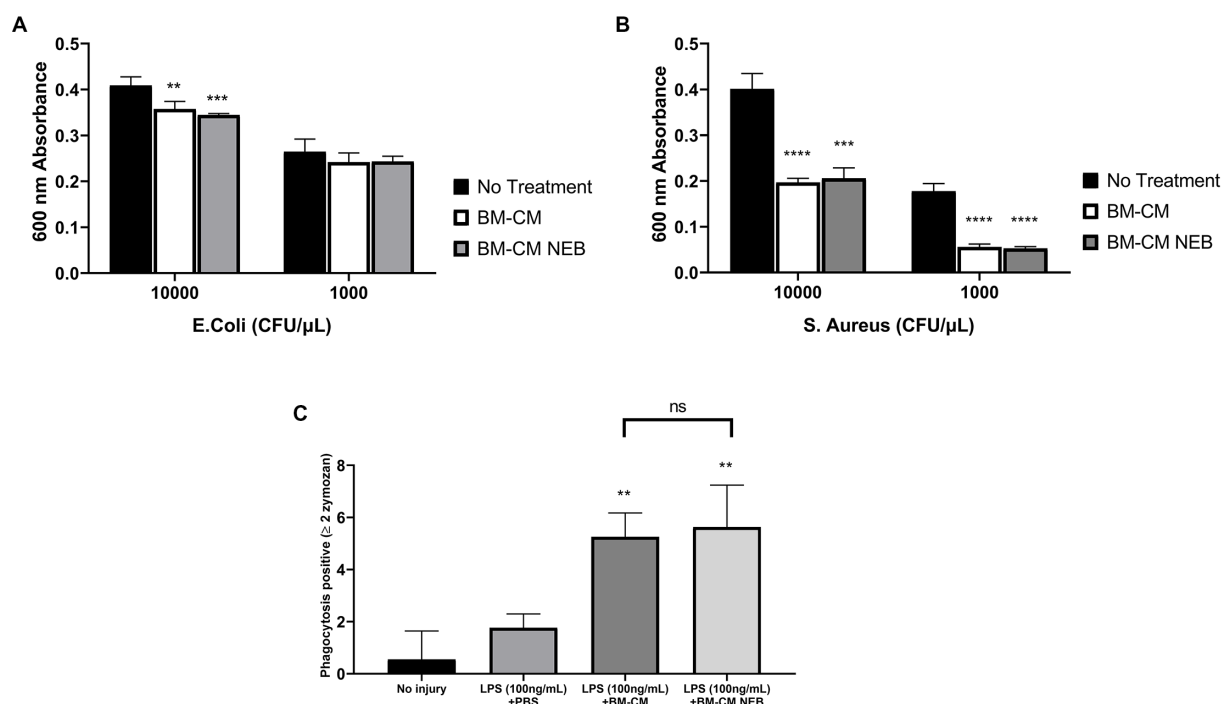 A
0.5
0.4
0.3
0.2
0.1
0.0
600 nm Absorbance
**
***
10000
1000
E.Coli (CFU/µL)
No Treatment
BM-CM
BM-CM NEB
B
0.5
0.4
0.3
0.2
0.1
0.0
600 nm Absorbance
****
***
****
****
10000
1000
S. Aureus (CFU/µL)
No Treatment
BM-CM
BM-CM NEB
C
8
6
4
2
0
Phagocytosis positive (≥ 2 zymozan)
ns
**
**
No injury
LPS (100ng/mL)
+PBS
LPS (100ng/mL)
+BM-CM
LPS (100ng/mL)
+BM-CM NEB